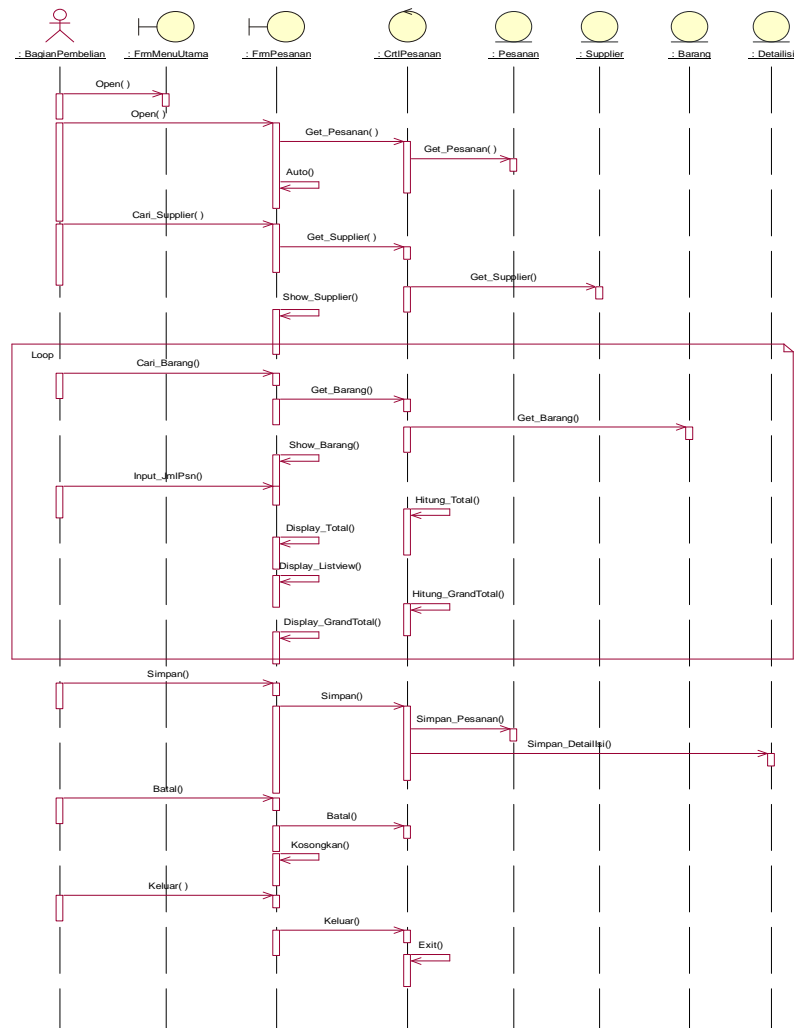 : BagianPembelian
: FrmMenuUtama
: FrmPesanan
: CrtlPesanan
: Pesanan
: Supplier
: Barang
: Detailisi
Open( )
Open( )
Get_Pesanan( )
Get_Pesanan( )
Auto()
Cari_Supplier( )
Get_Supplier( )
Get_Supplier()
Show_Supplier()
Loop
Cari_Barang()
Get_Barang()
Get_Barang()
Show_Barang()
Input_JmlPsn()
Hitung_Total()
Display_Total()
Display_Listview()
Hitung_GrandTotal()
Display_GrandTotal()
Simpan()
Simpan()
Simpan_Pesanan()
Simpan_DetailIsi()
Batal()
Batal()
Kosongkan()
Keluar( )
Keluar()
Exit()